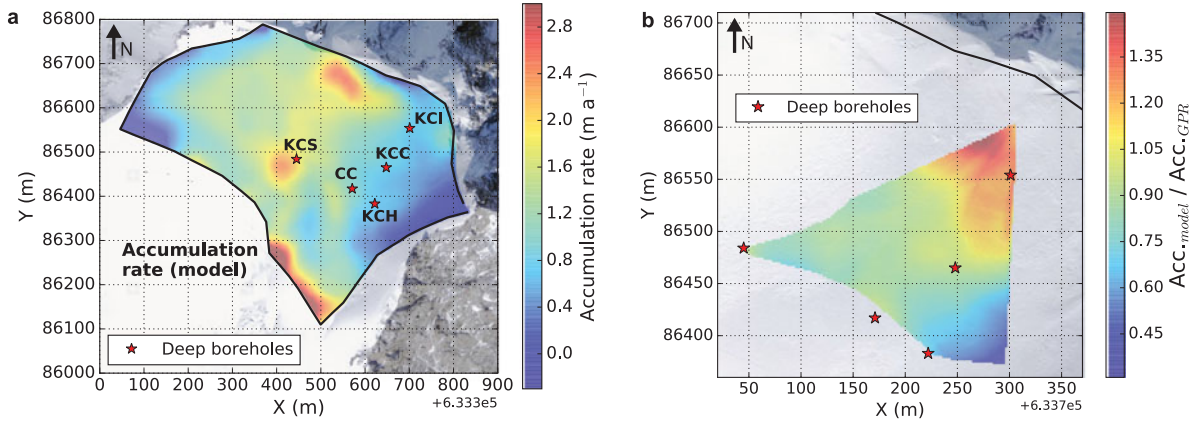 a
N
KCI
KCS
KCC
CC
KCH
Accumulation
rate (model)
Deep boreholes
86800
86700
86600
86500
86400
86300
86200
86100
86000
Y (m)
0 100 200 300 400 500 600 700 800 900
X (m)
+6.333e5
2.8
2.4
2.0
1.6
1.2
0.8
0.4
0.0
Accumulation rate (m a⁻¹)
b
N
Deep boreholes
86700
86650
86600
86550
86500
86450
86400
Y (m)
50 100 150 200 250 300 350
X (m)
+6.337e5
1.35
1.20
1.05
0.90
0.75
0.60
0.45
Acc.model / Acc.GPR